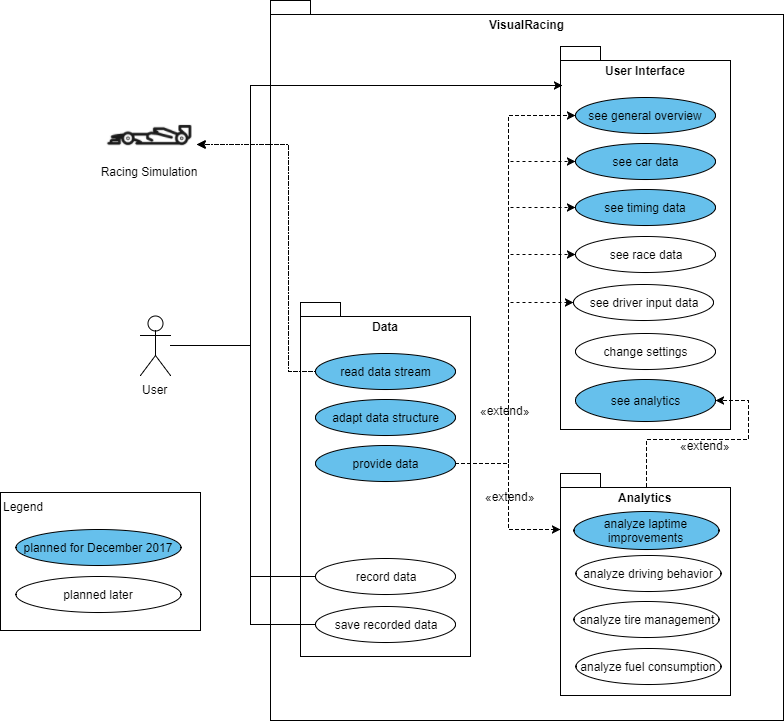 VisualRacing
User Interface
see general overview
see car data
see timing data
see race data
see driver input data
change settings
see analytics
Racing Simulation
User
Data
read data stream
adapt data structure
provide data
record data
save recorded data
«extend»
«extend»
«extend»
Analytics
analyze laptime
improvements
analyze driving behavior
analyze tire management
analyze fuel consumption
Legend
planned for December 2017
planned later